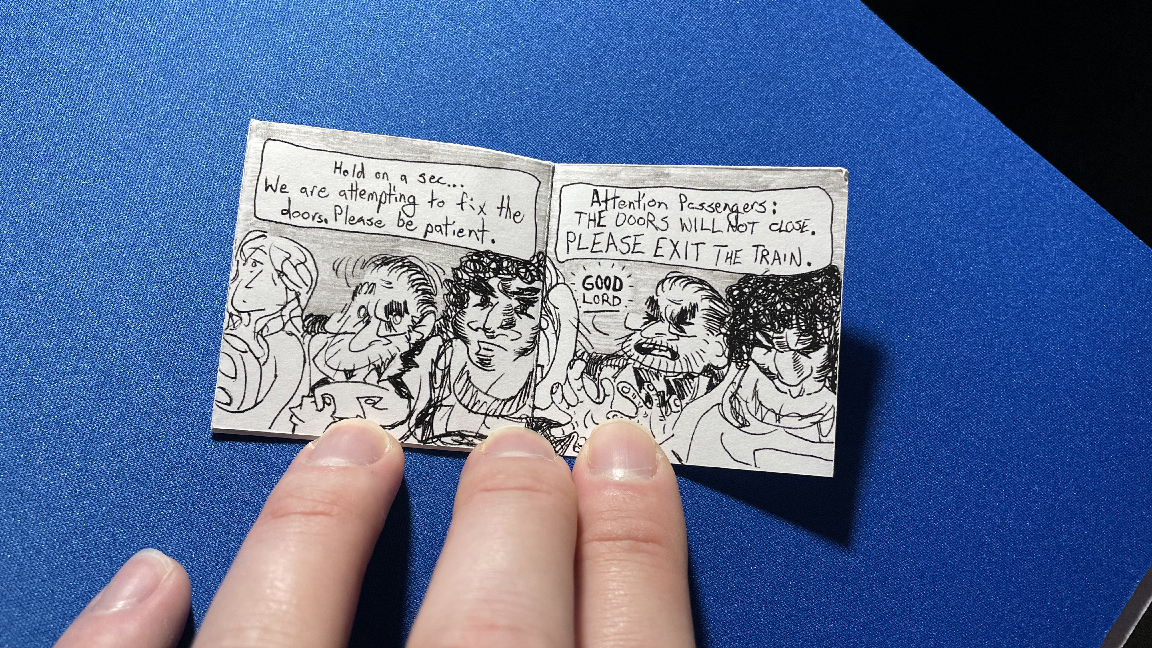 Hold on a sec...
We are attempting to fix the
doors. Please be patient.
Attention Passengers:
THE DOORS WILL NOT CLOSE.
PLEASE EXIT THE TRAIN.
GOOD
LORD